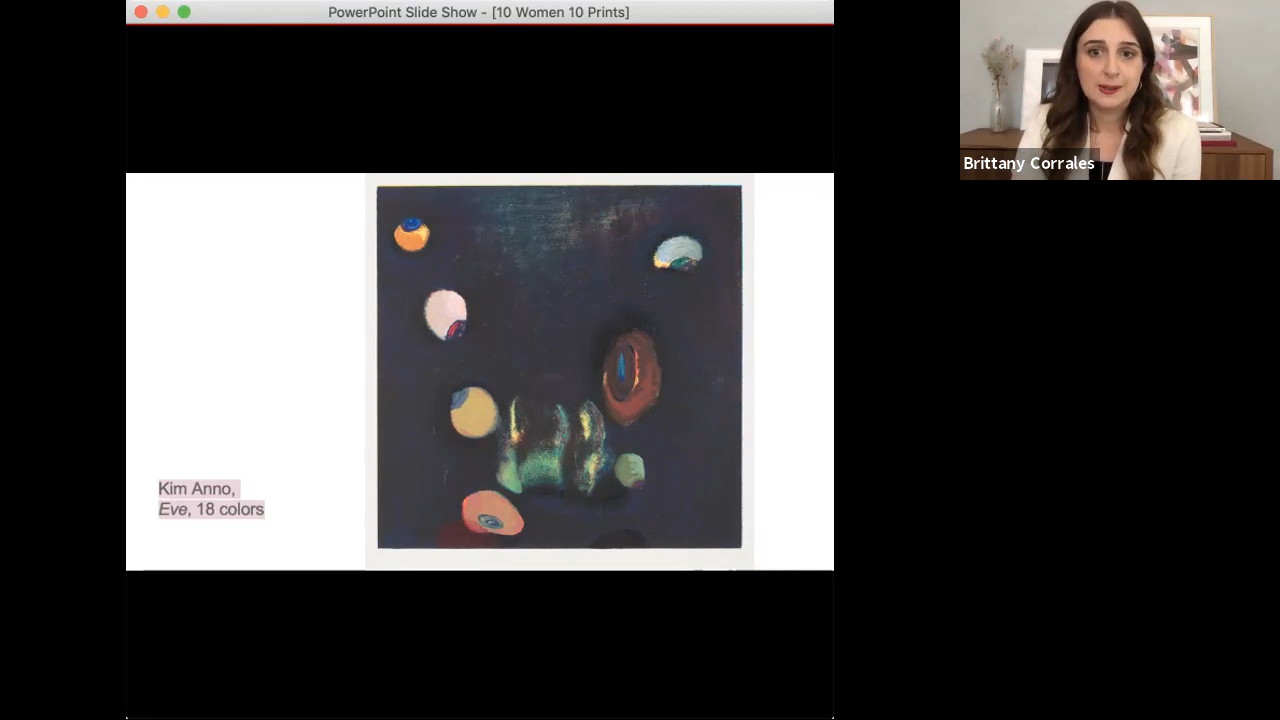 PowerPoint Slide Show - [10 Women 10 Prints]
Brittany Corrales
Kim Anno,
Eve, 18 colors